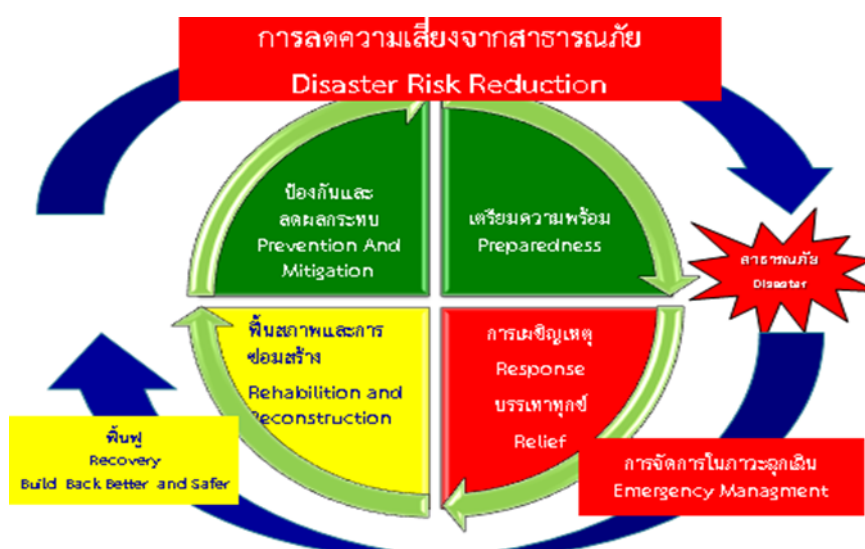 การลดความเสี่ยงจากสาธารณภัย
Disaster Risk Reduction
ป้องกันและ
ลดผลกระทบ
Prevention And
Mitigation
เตรียมความพร้อม
Preparedness
สาธารณภัย
Disaster
ฟื้นสภาพและการ
ซ่อมสร้าง
Rehabilition and
Reconstruction
การเผชิญเหตุ
Response
บรรเทาทุกข์
Relief
ฟื้นฟู
Recovery
Build Back Better and Safer
การจัดการในภาวะฉุกเฉิน
Emergency Managment